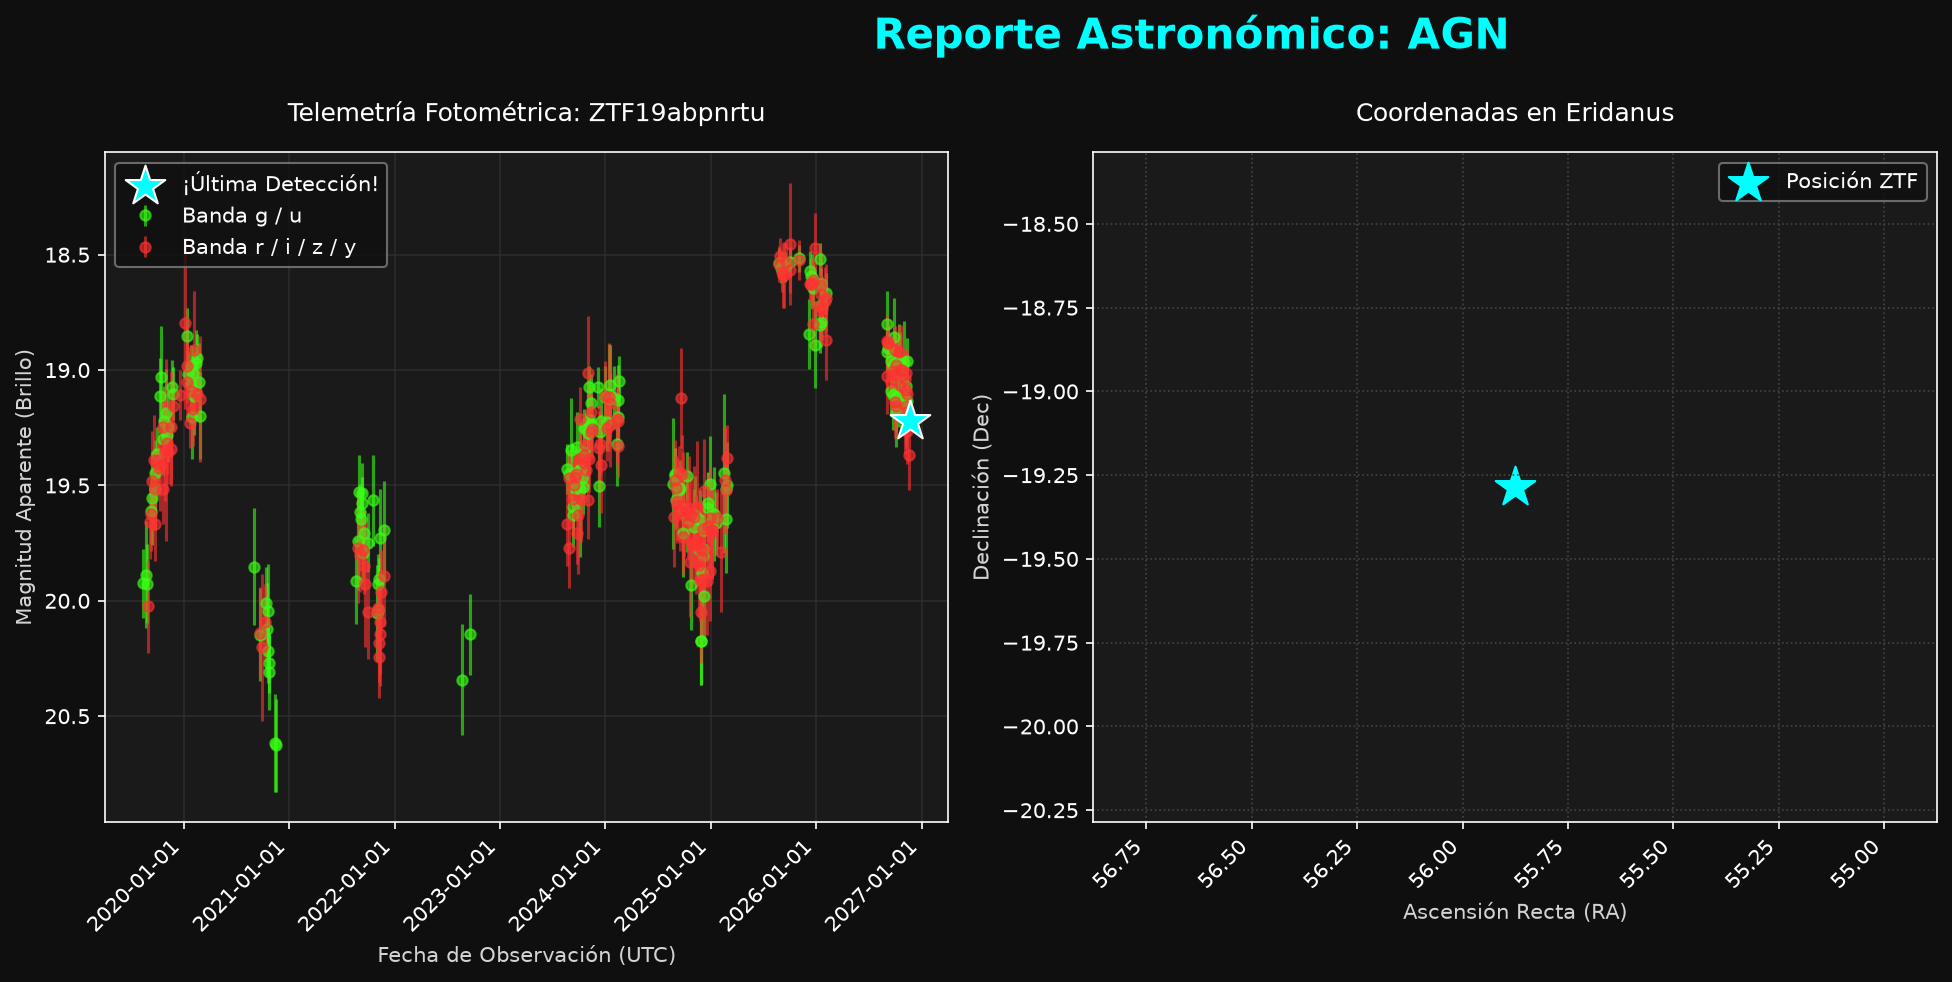 Reporte Astronómico: AGN
Telemetría Fotométrica: ZTF19abpnrtu
¡Última Detección!
Banda g / u
Banda r / i / z / y
Magnitud Aparente (Brillo)
18.5
19.0
19.5
20.0
20.5
2020-01-01
2021-01-01
2022-01-01
2023-01-01
2024-01-01
2025-01-01
2026-01-01
2027-01-01
Fecha de Observación (UTC)
Coordenadas en Eridanus
Posición ZTF
Declinación (Dec)
−18.50
−18.75
−19.00
−19.25
−19.50
−19.75
−20.00
−20.25
56.75
56.50
56.25
56.00
55.75
55.50
55.25
55.00
Ascensión Recta (RA)